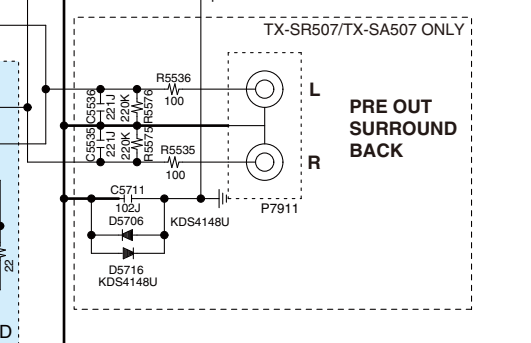 TX-SR507/TX-SA507 ONLY
R5536
100
C5536
221J
220K
R5576
L
PRE OUT
SURROUND
BACK
C5535
221J
220K
R5575
R5535
100
R
C5711
102J
P7911
D5706
KDS4148U
D5716
KDS4148U
22
D